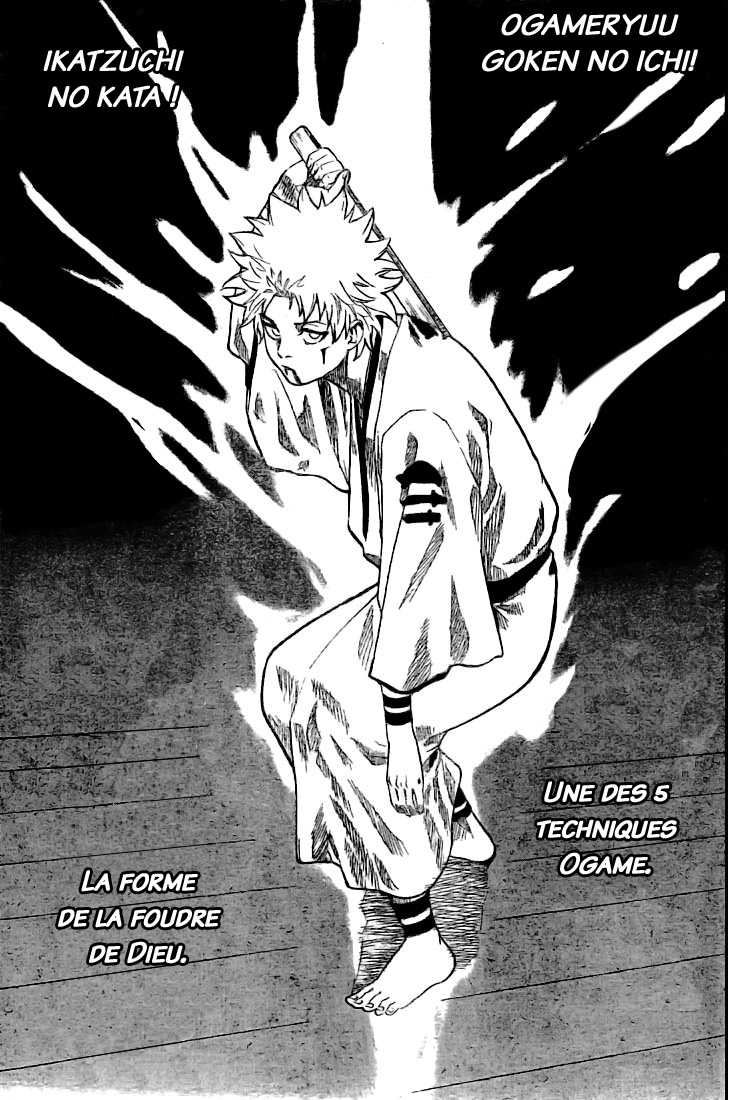 OGAMERYUU
GOKEN NO ICHI!
IKATZUCHI
NO KATA !
UNE DES 5
TECHNIQUES
OGAME.
LA FORME
DE LA FOUDRE
DE DIEU.